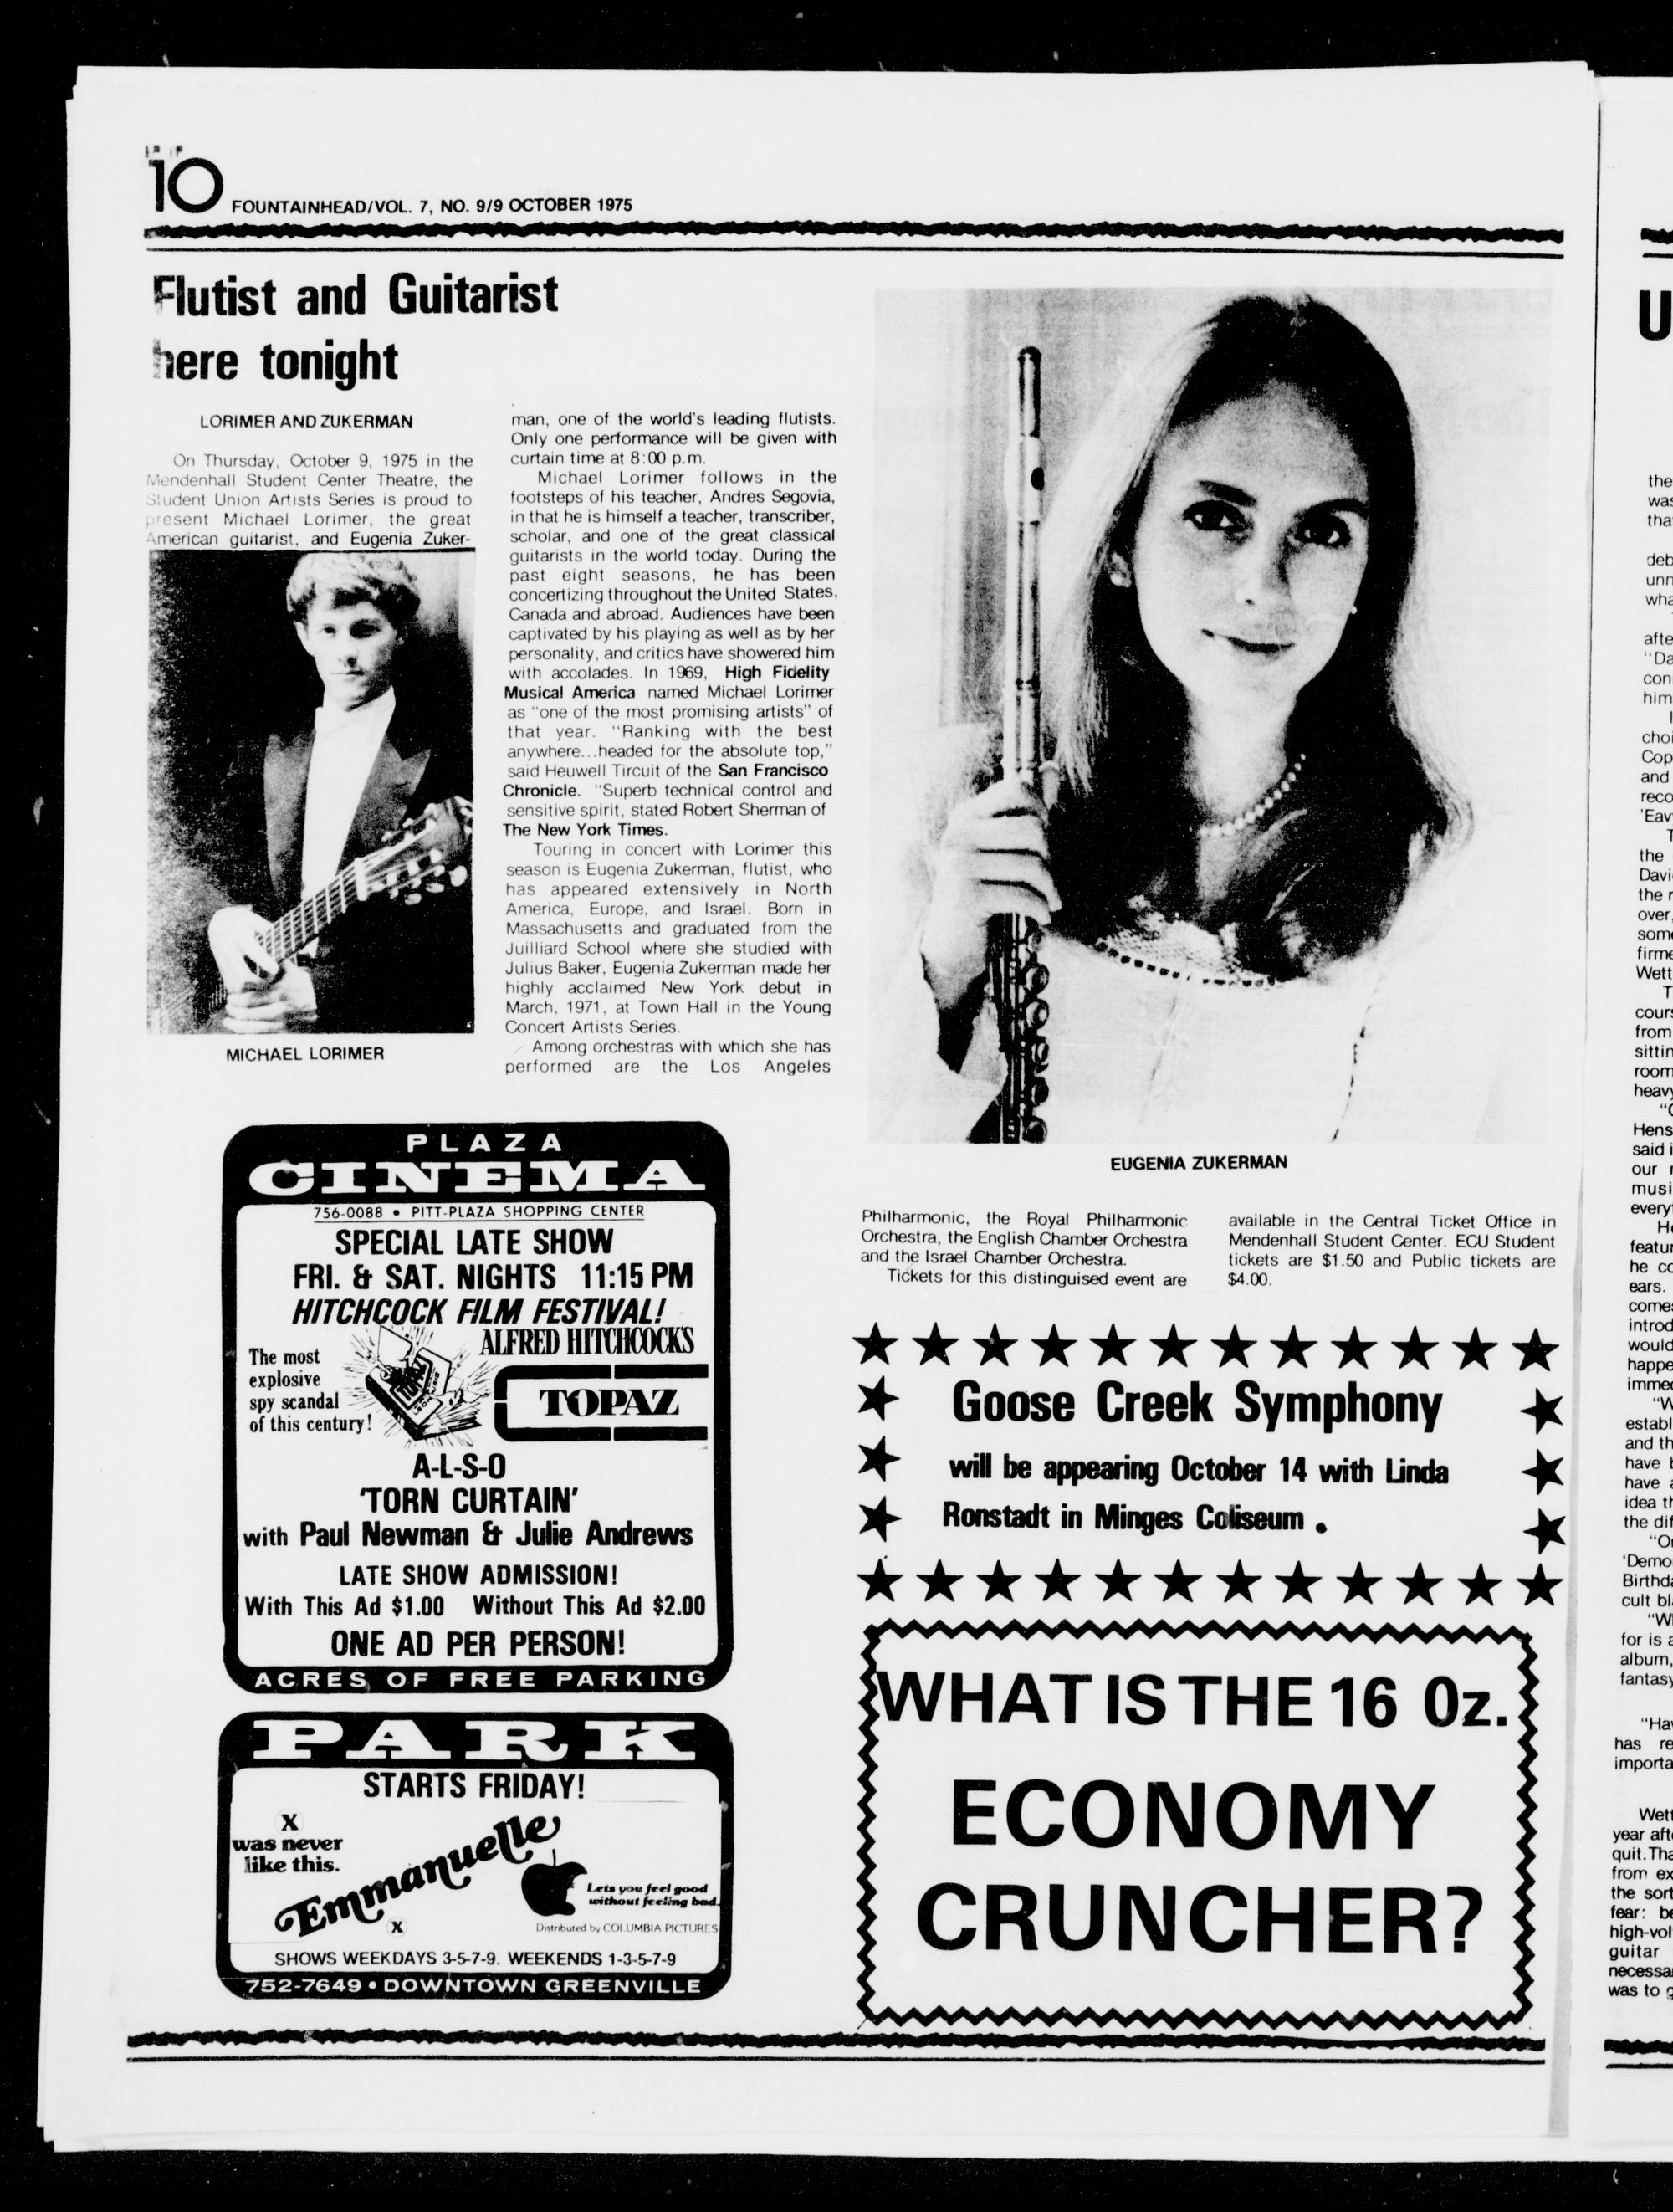 10
FOUNTAINHEAD/VOL. 7, NO. 9/9 OCTOBER 1975
Flutist and Guitarist
here tonight
LORIMER AND ZUKERMAN
On Thursday, October 9, 1975 in the
Mendenhall Student Center Theatre, the
Student Union Artists Series is proud to
present Michael Lorimer, the great
American guitarist, and Eugenia Zuker-
MICHAEL LORIMER
man, one of the world's leading flutists.
Only one performance will be given with
curtain time at 8:00 p.m.
Michael Lorimer follows in the
footsteps of his teacher, Andres Segovia,
in that he is himself a teacher, transcriber,
scholar, and one of the great classical
guitarists in the world today. During the
past eight seasons, he has been
concertizing throughout the United States,
Canada and abroad. Audiences have been
captivated by his playing as well as by her
personality, and critics have showered him
with accolades. In 1969, High Fidelity
Musical America named Michael Lorimer
as "one of the most promising artists" of
that year. "Ranking with the best
anywhere...headed for the absolute top,"
said Heuwell Tircuit of the San Francisco
Chronicle. "Superb technical control and
sensitive spirit, stated Robert Sherman of
The New York Times.
Touring in concert with Lorimer this
season is Eugenia Zukerman, flutist, who
has appeared extensively in North
America, Europe, and Israel. Born in
Massachusetts and graduated from the
Juilliard School where she studied with
Julius Baker, Eugenia Zukerman made her
highly acclaimed New York debut in
March, 1971, at Town Hall in the Young
Concert Artists Series.
Among orchestras with which she has
performed are the Los Angeles
EUGENIA ZUKERMAN
Philharmonic, the Royal Philharmonic
Orchestra, the English Chamber Orchestra
and the Israel Chamber Orchestra.
Tickets for this distinguised event are
available in the Central Ticket Office in
Mendenhall Student Center. ECU Student
tickets are $1.50 and Public tickets are
$4.00.
PLAZA
CINEMA
756-0088 • PITT-PLAZA SHOPPING CENTER
SPECIAL LATE SHOW
FRI. & SAT. NIGHTS 11:15 PM
HITCHCOCK FILM FESTIVAL!
ALFRED HITCHCOCK'S
The most
explosive
spy scandal
of this century!
TOPAZ
A-L-S-O
'TORN CURTAIN'
with Paul Newman & Julie Andrews
LATE SHOW ADMISSION!
With This Ad $1.00 Without This Ad $2.00
ONE AD PER PERSON!
ACRES OF FREE PARKING
PARK
STARTS FRIDAY!
X
was never
like this.
Emmanuelle
Lets you feel good
without feeling bad.
X
Distributed by COLUMBIA PICTURES
SHOWS WEEKDAYS 3-5-7-9. WEEKENDS 1-3-5-7-9
752-7649 • DOWNTOWN GREENVILLE
Goose Creek Symphony
will be appearing October 14 with Linda
Ronstadt in Minges Coliseum .
WHAT IS THE 16 Oz.
ECONOMY
CRUNCHER?